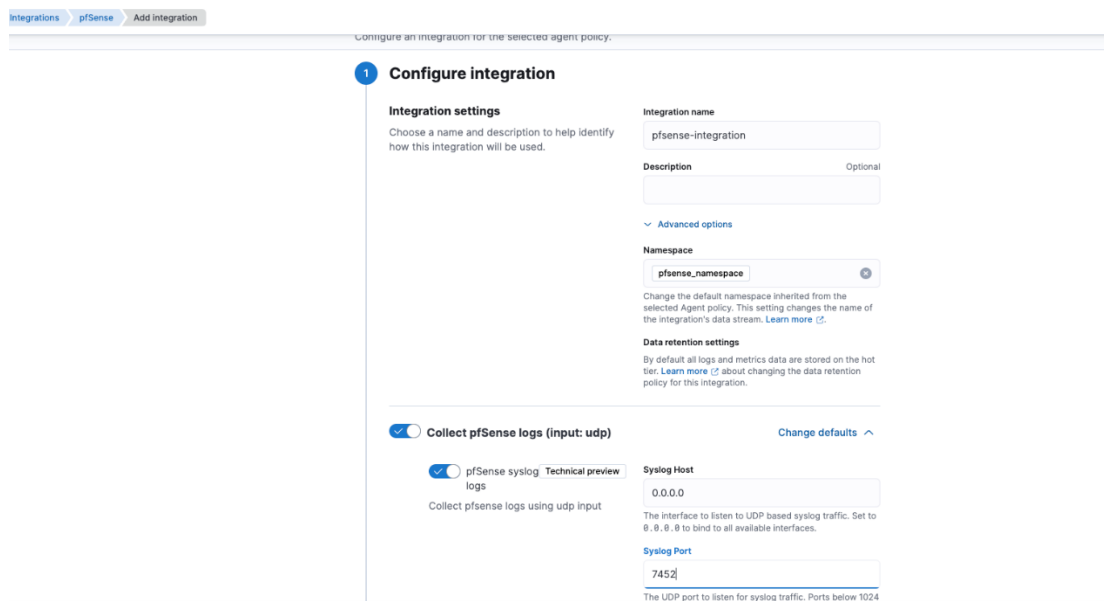 Integrations pfSense Add integration
Configure an integration for the selected agent policy.
1 Configure integration
Integration settings
Choose a name and description to help identify
how this integration will be used.
Integration name
pfsense-integration
Description Optional
Advanced options
Namespace
pfsense_namespace
Change the default namespace inherited from the
selected Agent policy. This setting changes the name of
the integration's data stream. Learn more .
Data retention settings
By default all logs and metrics data are stored on the hot
tier. Learn more about changing the data retention
policy for this integration.
Collect pfSense logs (input: udp) Change defaults
pfSense syslog Technical preview
logs
Collect pfsense logs using udp input
Syslog Host
0.0.0.0
The interface to listen to UDP based syslog traffic. Set to
0.0.0.0 to bind to all available interfaces.
Syslog Port
7452
The UDP port to listen for syslog traffic. Ports below 1024